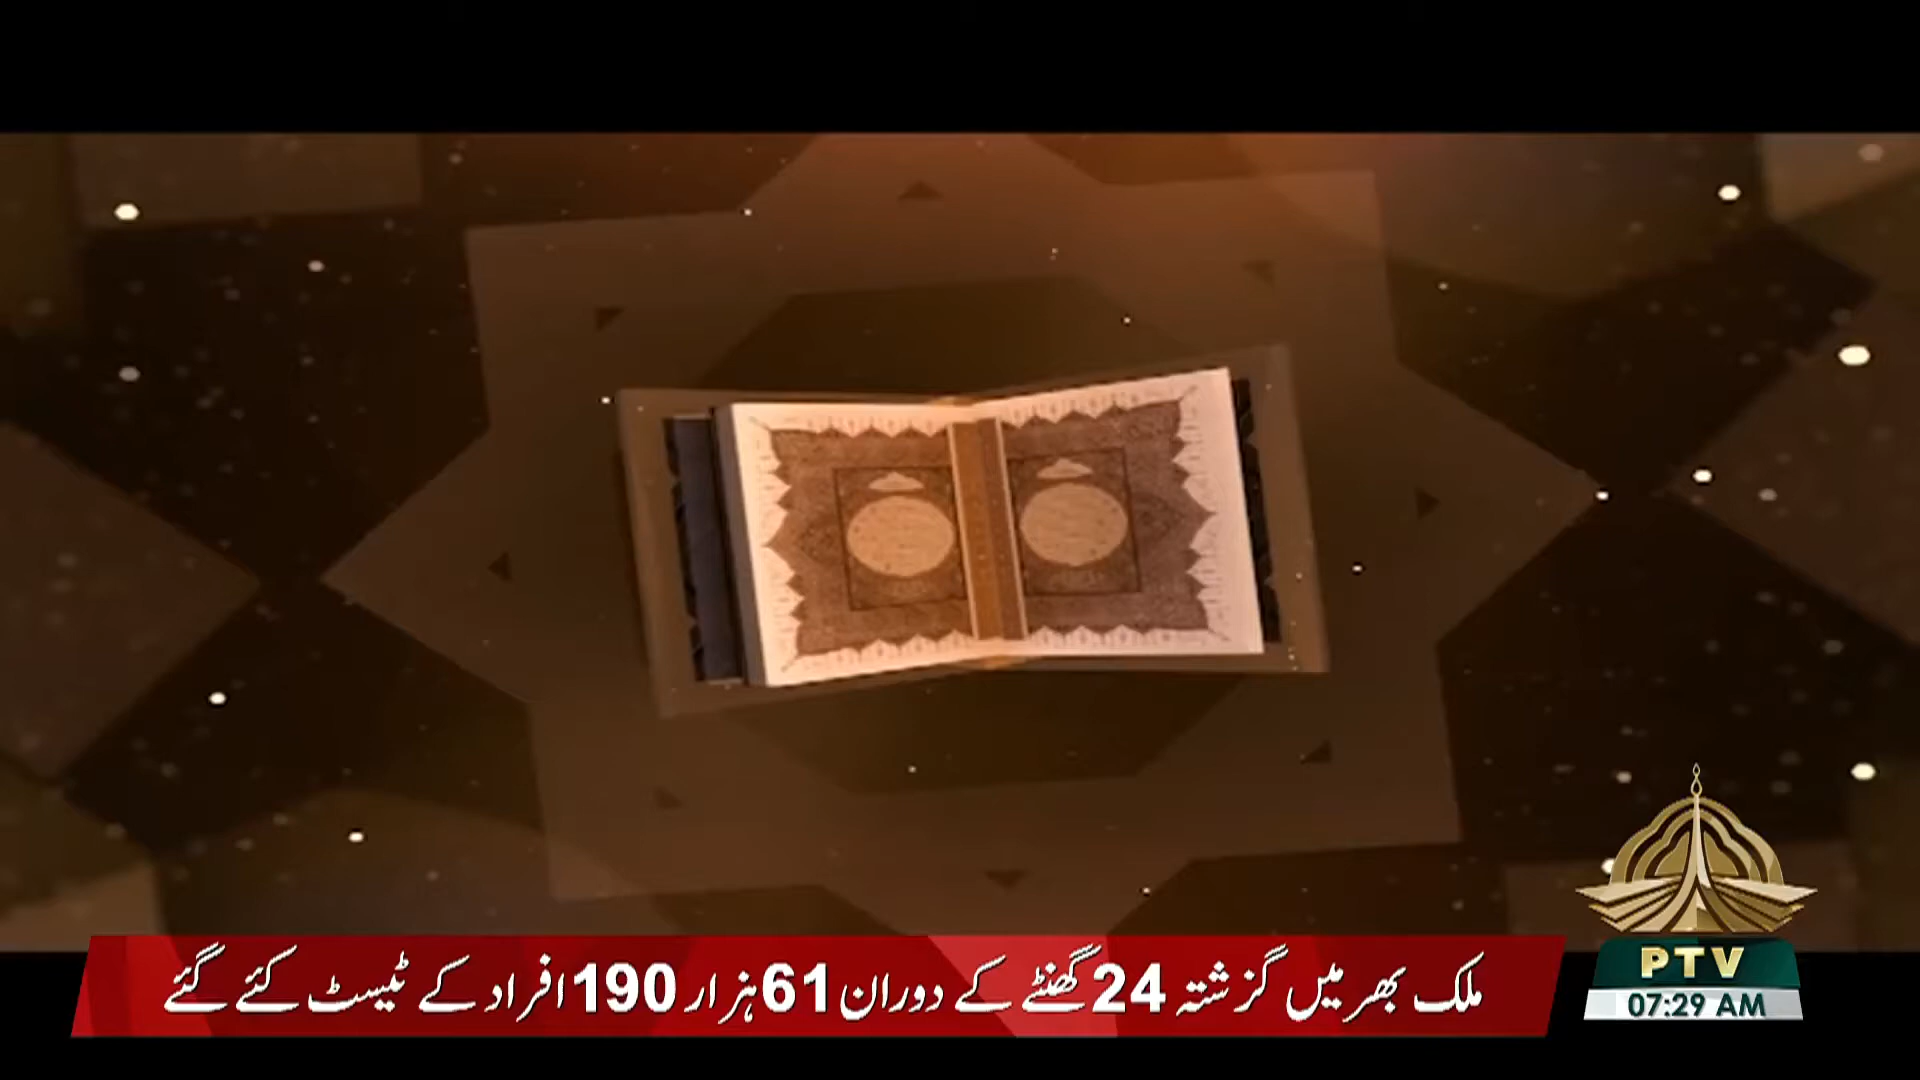 ملک بھر میں گزشتہ 24 گھنٹے کے دوران 61 ہزار 190 افراد کے ٹیسٹ کئے گئے
PTV
07:29 AM